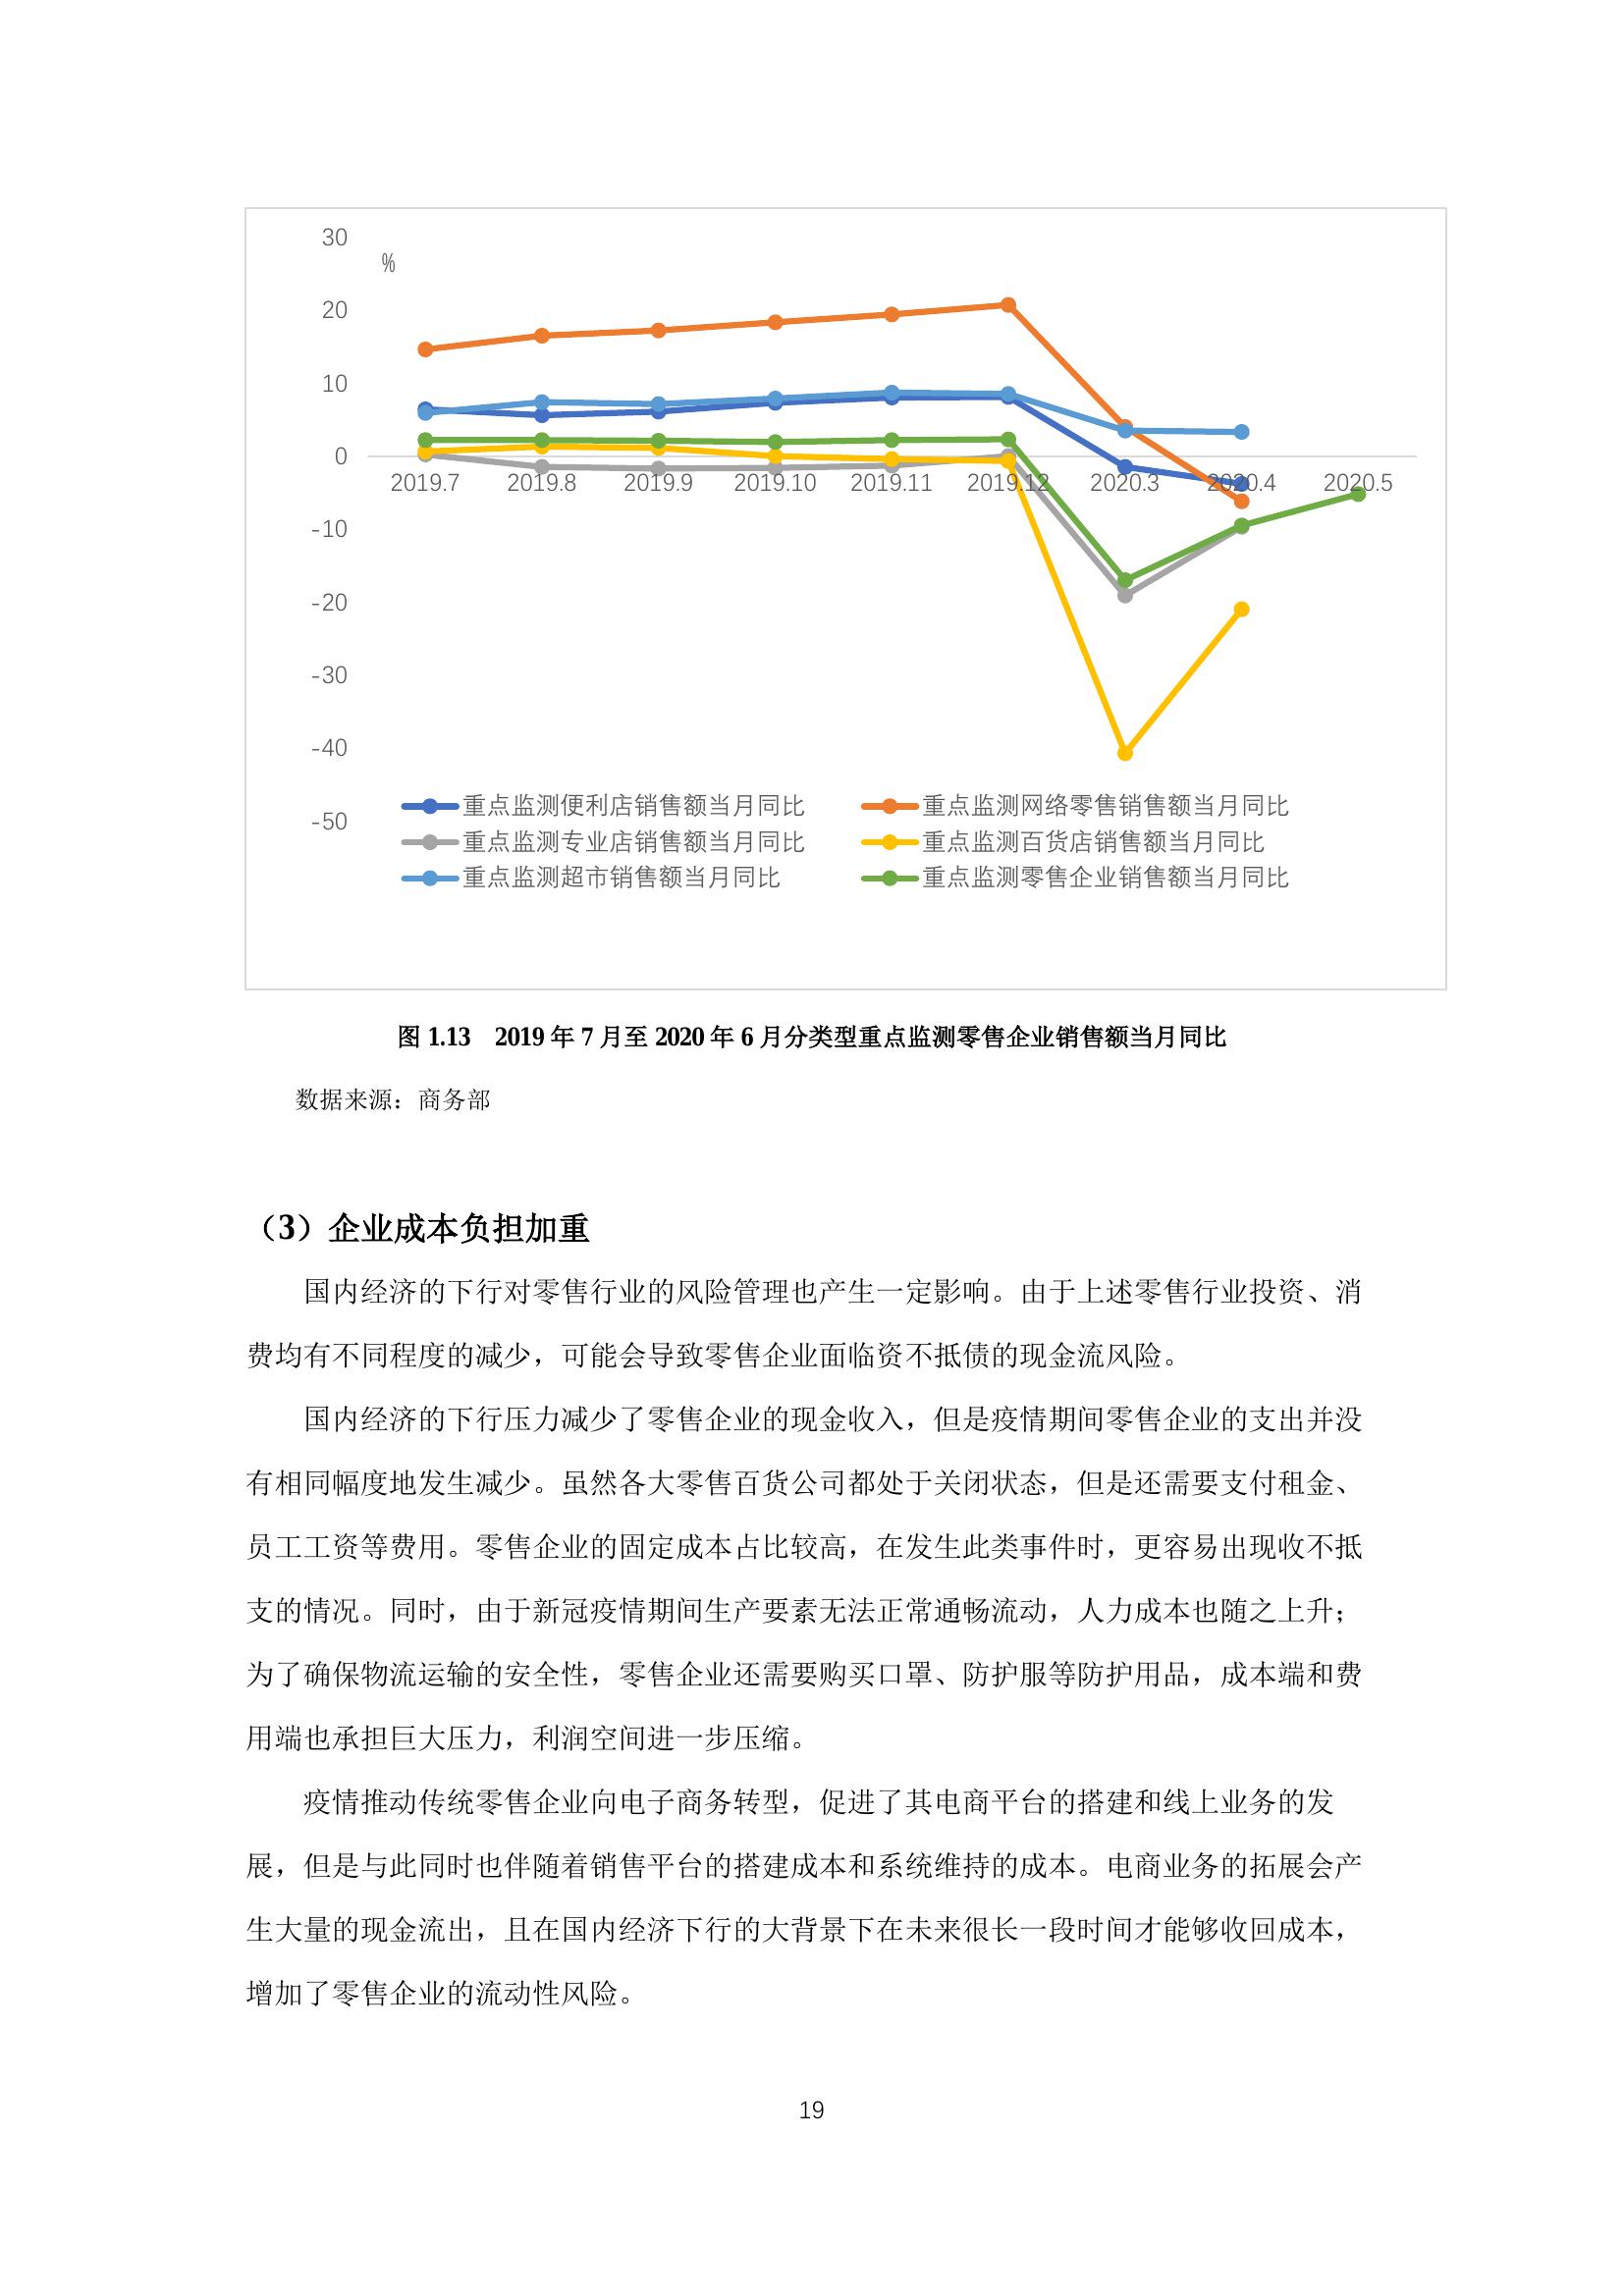 30
%
20
10
0
2019.7 2019.8 2019.9 2019.10 2019.11 2019.12 2020.3 2020.4 2020.5
-10
-20
-30
-40
重点监测便利店销售额当月同比 重点监测网络零售销售额当月同比
-50
重点监测专业店销售额当月同比 重点监测百货店销售额当月同比
重点监测超市销售额当月同比 重点监测零售企业销售额当月同比
图 1.13 2019 年 7 月至 2020 年 6 月分类型重点监测零售企业销售额当月同比
数据来源：商务部
（3）企业成本负担加重
国内经济的下行对零售行业的风险管理也产生一定影响。由于上述零售行业投资、消
费均有不同程度的减少，可能会导致零售企业面临资不抵债的现金流风险。
国内经济的下行压力减少了零售企业的现金收入，但是疫情期间零售企业的支出并没
有相同幅度地发生减少。虽然各大零售百货公司都处于关闭状态，但是还需要支付租金、
员工工资等费用。零售企业的固定成本占比较高，在发生此类事件时，更容易出现收不抵
支的情况。同时，由于新冠疫情期间生产要素无法正常通畅流动，人力成本也随之上升；
为了确保物流运输的安全性，零售企业还需要购买口罩、防护服等防护用品，成本端和费
用端也承担巨大压力，利润空间进一步压缩。
疫情推动传统零售企业向电子商务转型，促进了其电商平台的搭建和线上业务的发
展，但是与此同时也伴随着销售平台的搭建成本和系统维持的成本。电商业务的拓展会产
生大量的现金流出，且在国内经济下行的大背景下在未来很长一段时间才能够收回成本，
增加了零售企业的流动性风险。
19